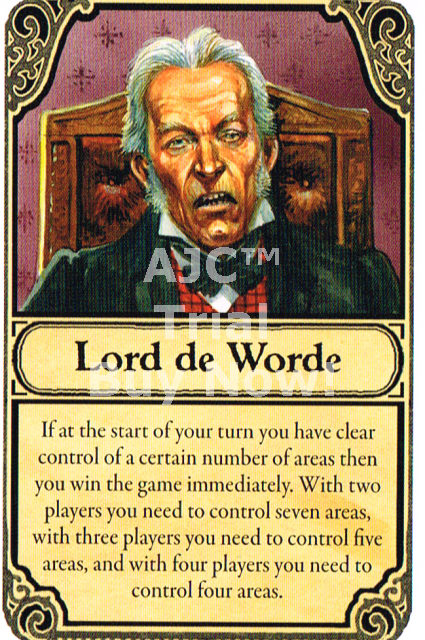 AJC™
Trial
Buy Now!
Lord de Worde
If at the start of your turn you have clear
control of a certain number of areas then
you win the game immediately. With two
players you need to control seven areas,
with three players you need to control five
areas, and with four players you need to
control four areas.